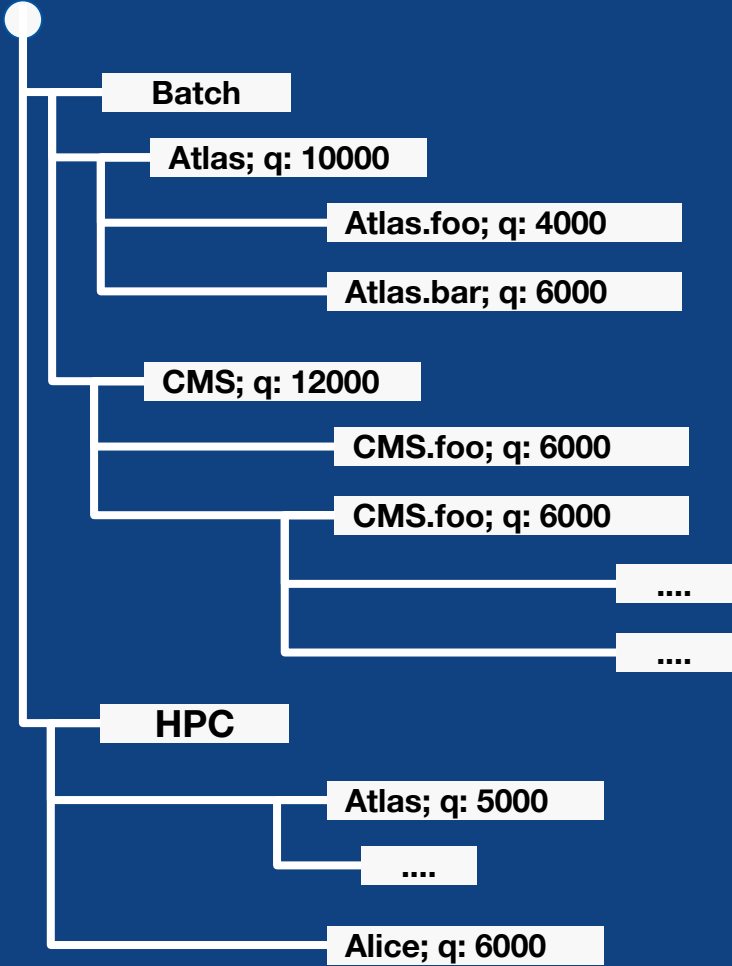 Batch
Atlas; q: 10000
Atlas.foo; q: 4000
Atlas.bar; q: 6000
CMS; q: 12000
CMS.foo; q: 6000
CMS.foo; q: 6000
....
....
HPC
Atlas; q: 5000
....
Alice; q: 6000